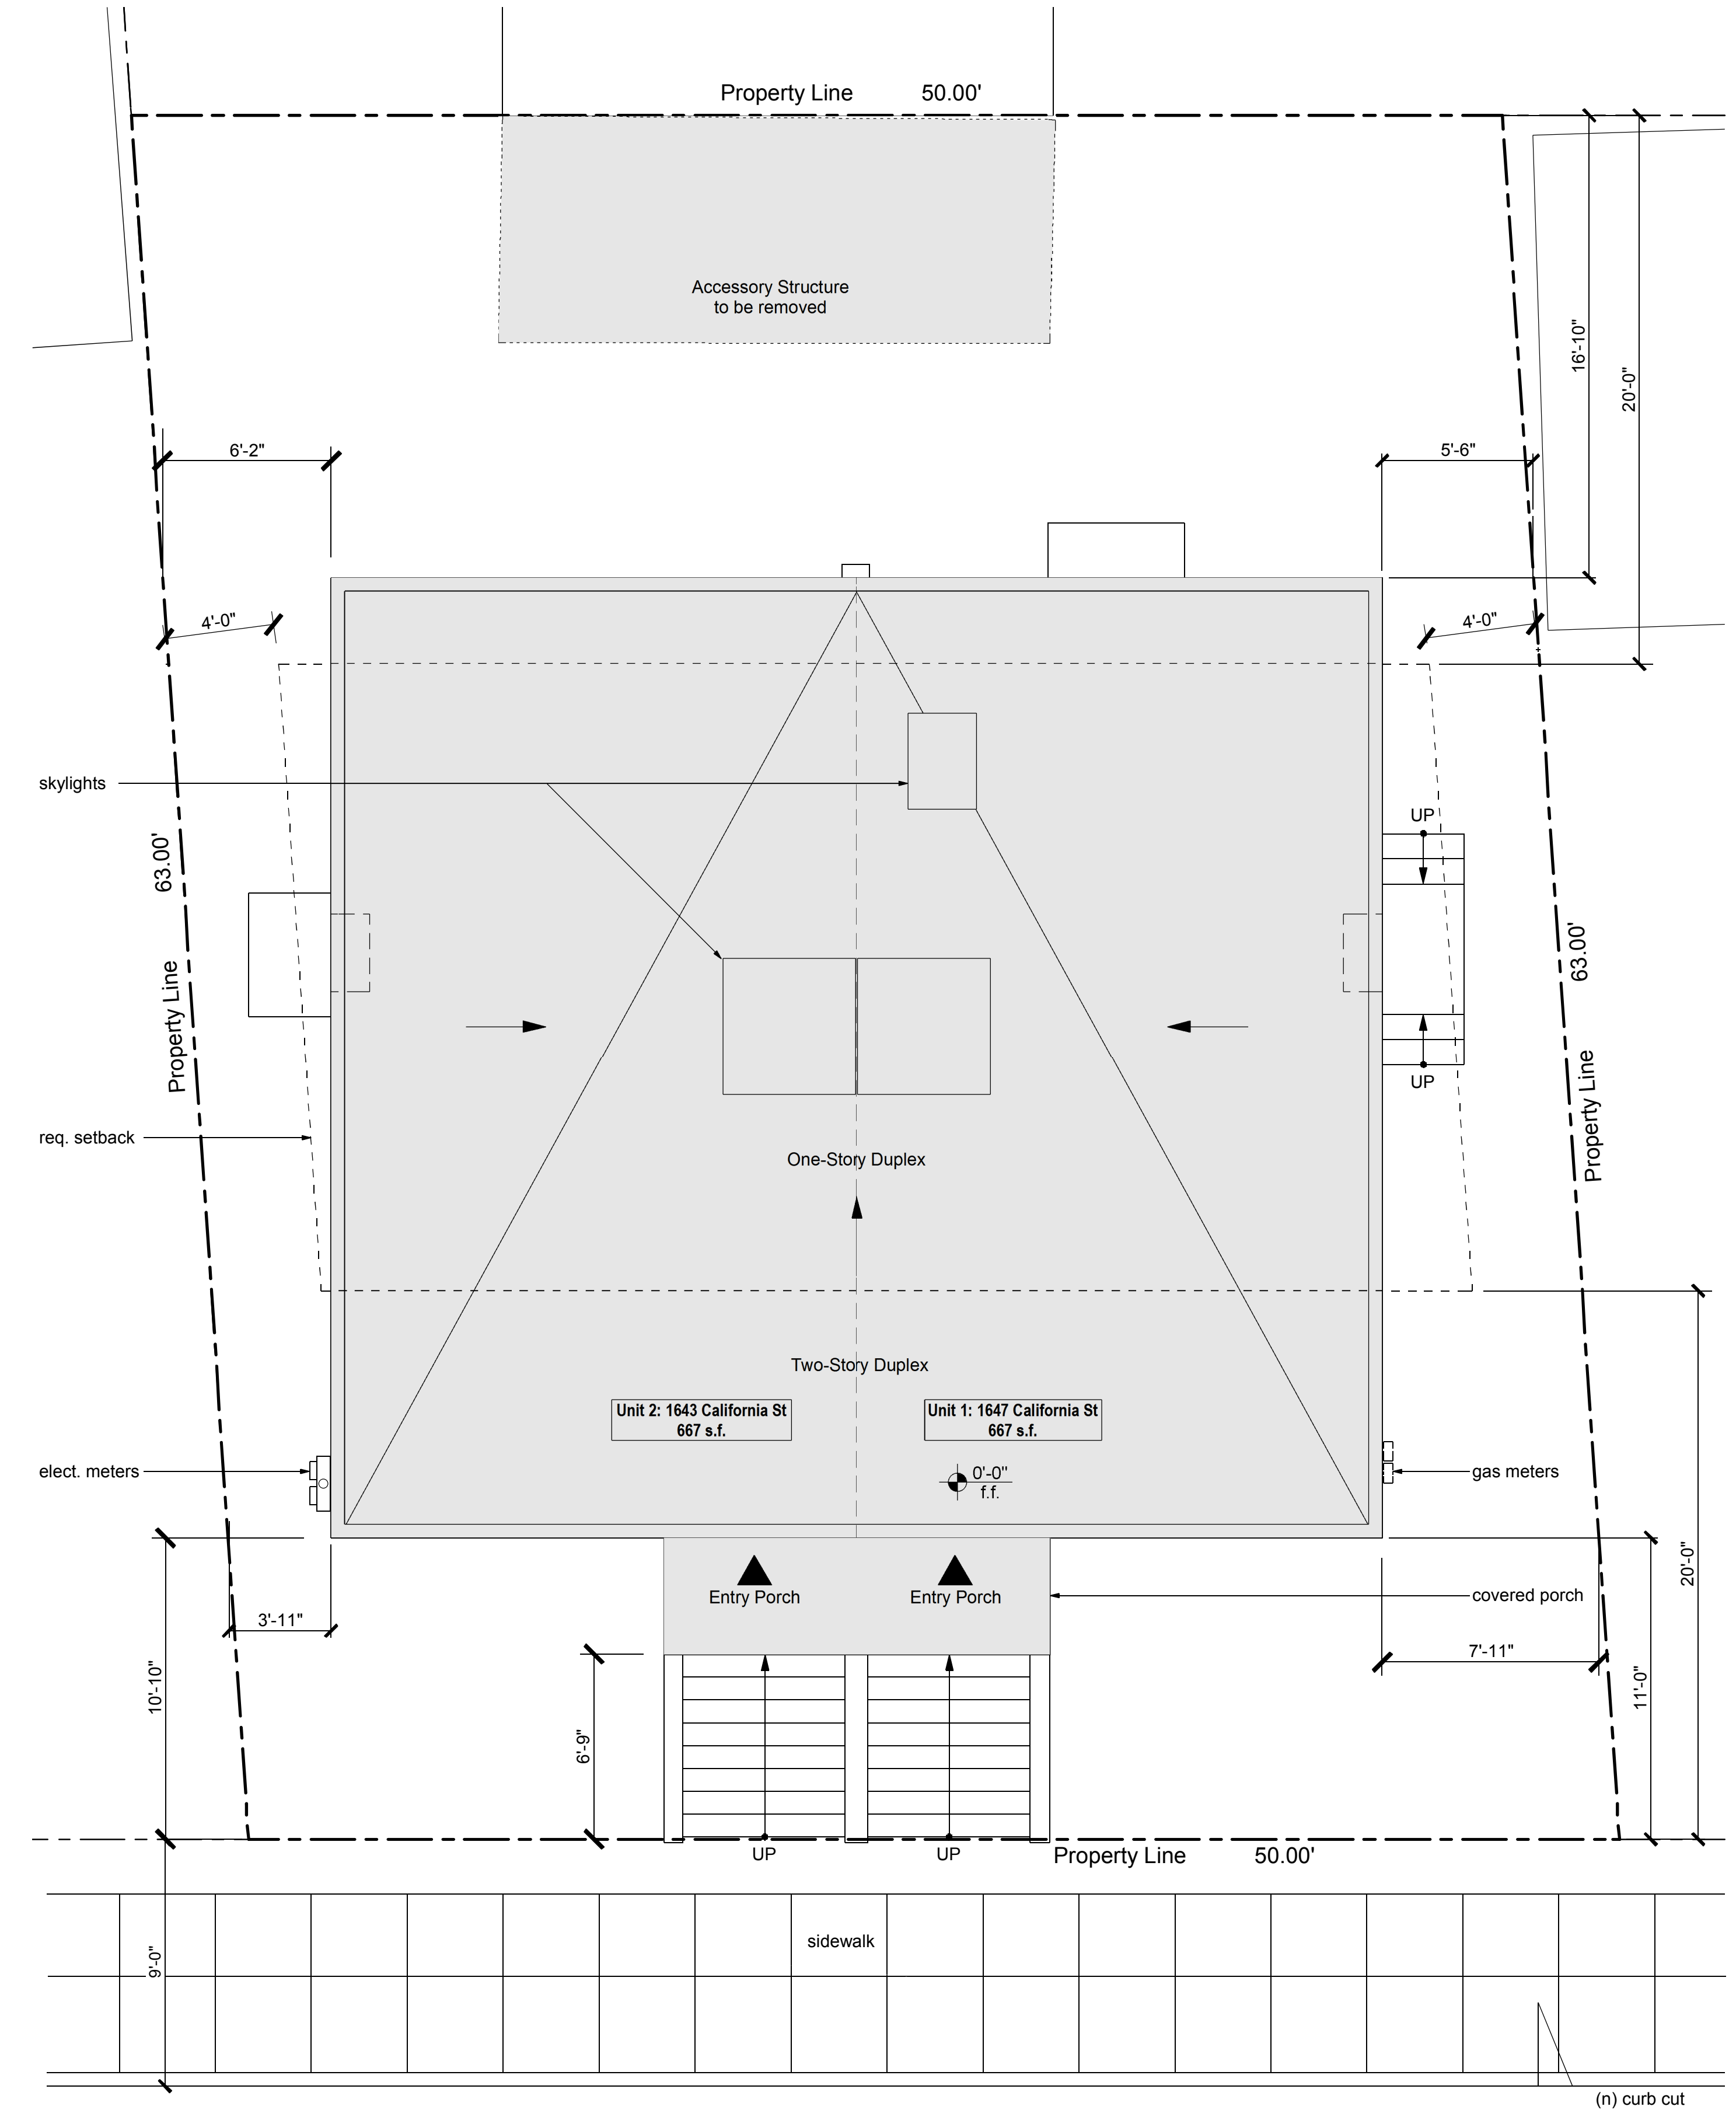 Property Line 50.00'
Accessory Structure
to be removed
16'-10"
20'-0"
6'-2"
5'-6"
4'-0"
4'-0"
skylights
UP
63.00'
Property Line
63.00'
Property Line
UP
req. setback
One-Story Duplex
Two-Story Duplex
Unit 2: 1643 California St
667 s.f.
Unit 1: 1647 California St
667 s.f.
elect. meters
0'-0"
f.f.
gas meters
Entry Porch
Entry Porch
covered porch
20'-0"
3'-11"
7'-11"
10'-10"
11'-0"
6'-9"
UP
UP
Property Line 50.00'
sidewalk
9'-0"
(n) curb cut